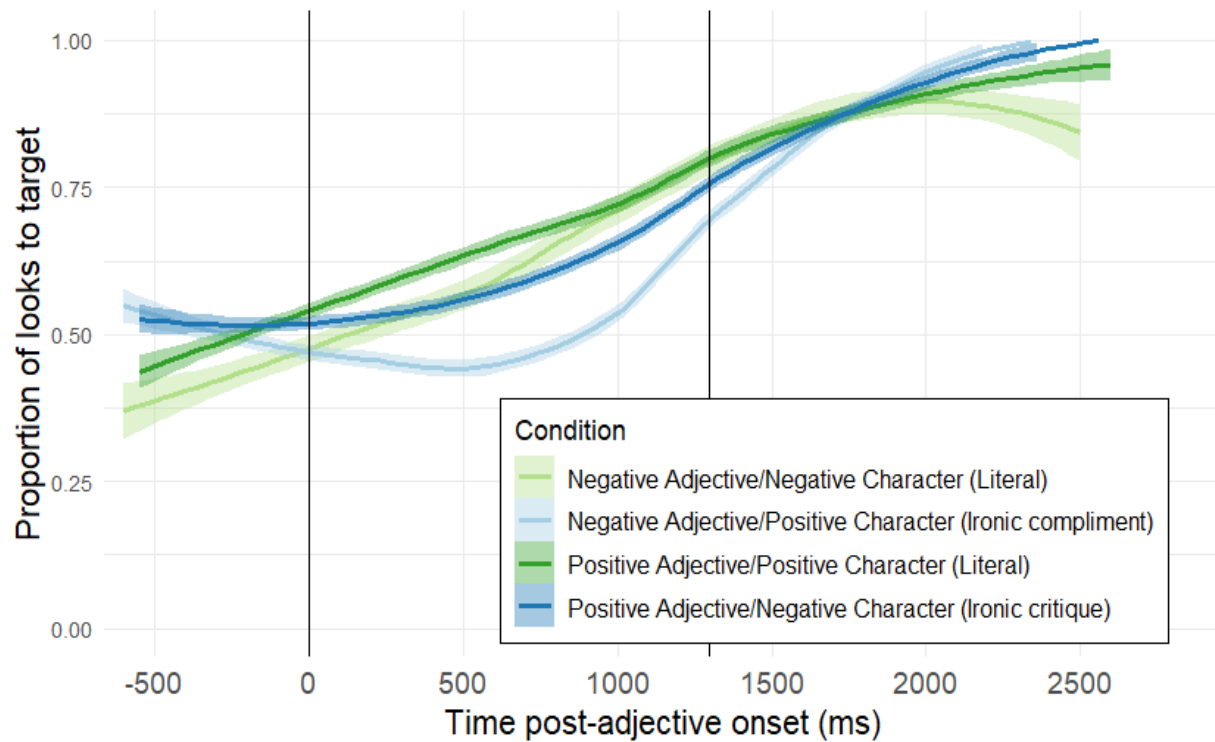 Proportion of looks to target
1.00
0.75
0.50
0.25
0.00
Condition
Negative Adjective/Negative Character (Literal)
Negative Adjective/Positive Character (Ironic compliment)
Positive Adjective/Positive Character (Literal)
Positive Adjective/Negative Character (Ironic critique)
-500 0 500 1000 1500 2000 2500
Time post-adjective onset (ms)